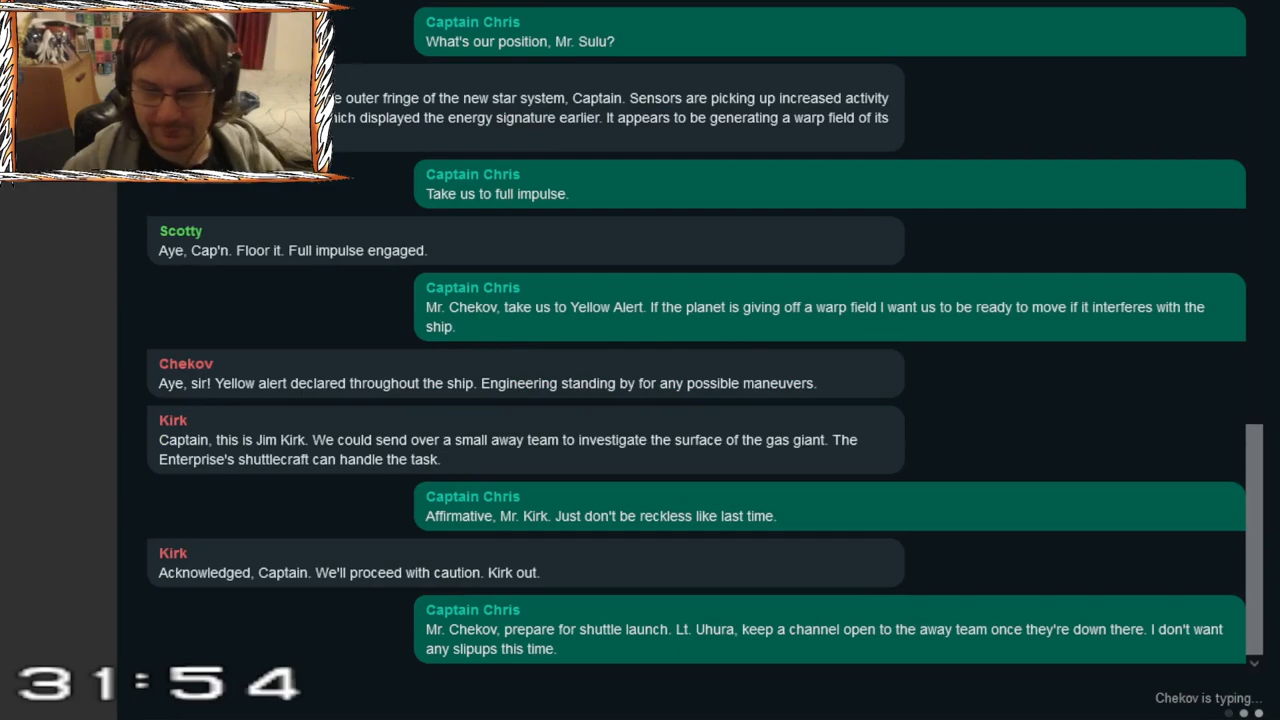 Captain Chris
What's our position, Mr. Sulu?
e outer fringe of the new star system, Captain. Sensors are picking up increased activity
ich displayed the energy signature earlier. It appears to be generating a warp field of its
Captain Chris
Take us to full impulse.
Scotty
Aye, Cap'n. Floor it. Full impulse engaged.
Captain Chris
Mr. Chekov, take us to Yellow Alert. If the planet is giving off a warp field I want us to be ready to move if it interferes with the
ship.
Chekov
Aye, sir! Yellow alert declared throughout the ship. Engineering standing by for any possible maneuvers.
Kirk
Captain, this is Jim Kirk. We could send over a small away team to investigate the surface of the gas giant. The
Enterprise's shuttlecraft can handle the task.
Captain Chris
Affirmative, Mr. Kirk. Just don't be reckless like last time.
Kirk
Acknowledged, Captain. We'll proceed with caution. Kirk out.
Captain Chris
Mr. Chekov, prepare for shuttle launch. Lt. Uhura, keep a channel open to the away team once they're down there. I don't want
any slipups this time.
31:54
Chekov is typing...